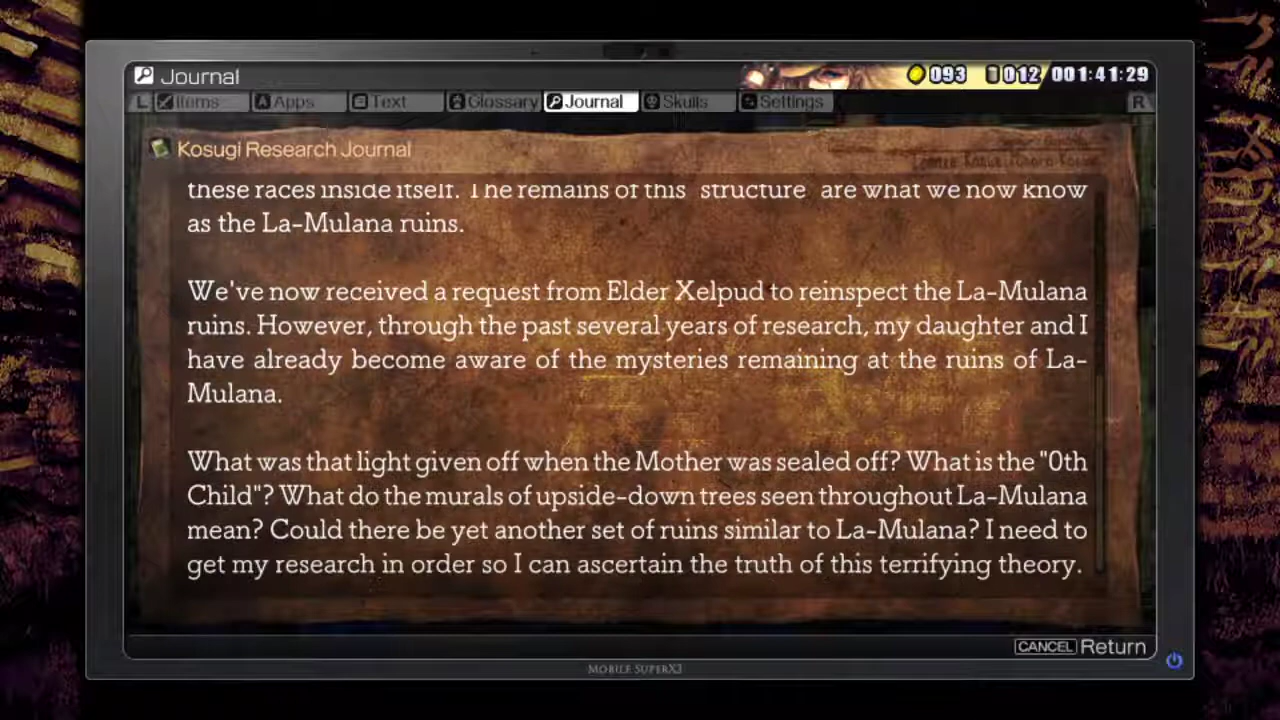 Journal
093 012 001:41:29
L Items Apps Text Glossary Journal Skulls Settings R
Kosugi Research Journal
these races inside itself. The remains of this structure are what we now know
as the La-Mulana ruins.
We've now received a request from Elder Xelpud to reinspect the La-Mulana
ruins. However, through the past several years of research, my daughter and I
have already become aware of the mysteries remaining at the ruins of La-
Mulana.
What was that light given off when the Mother was sealed off? What is the "0th
Child"? What do the murals of upside-down trees seen throughout La-Mulana
mean? Could there be yet another set of ruins similar to La-Mulana? I need to
get my research in order so I can ascertain the truth of this terrifying theory.
CANCEL Return
MOBILE SUPERX3